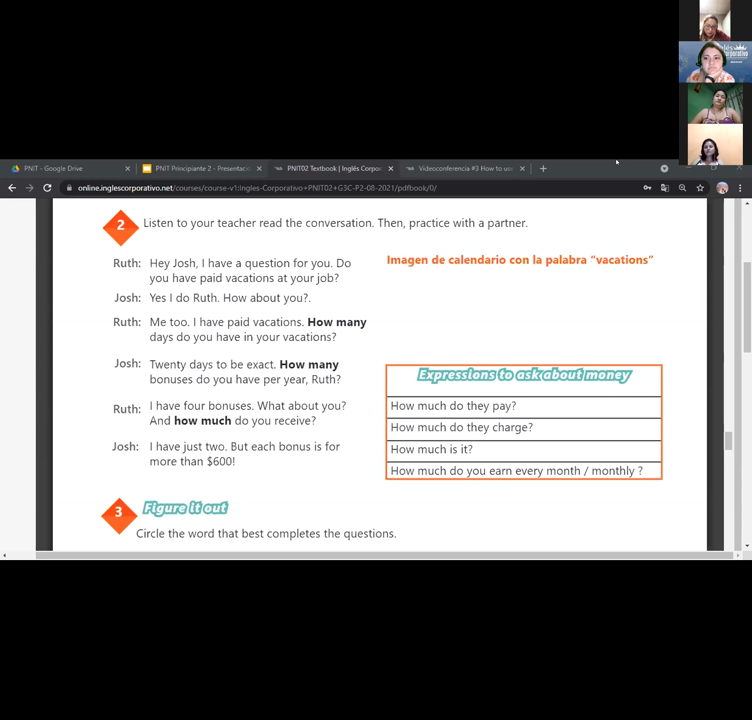 PNIT - Google Drive
PNIT Principiante 2 - Presentac
PNIT02 Textbook | Inglés Corpo
Videoconferencia #3 How to us
online.inglescorporativo.net/courses/course-v1:Ingles-Corporativo+PNIT02+G3C-P2-08-2021/pdfbook/0/
2 Listen to your teacher read the conversation. Then, practice with a partner.
Ruth: Hey Josh, I have a question for you. Do
you have paid vacations at your job?
Josh: Yes I do Ruth. How about you?.
Ruth: Me too. I have paid vacations. How many
days do you have in your vacations?
Josh: Twenty days to be exact. How many
bonuses do you have per year, Ruth?
Ruth: I have four bonuses. What about you?
And how much do you receive?
Josh: I have just two. But each bonus is for
more than $600!
Imagen de calendario con la palabra “vacations”
Expressions to ask about money
How much do they pay?
How much do they charge?
How much is it?
How much do you earn every month / monthly ?
3 Figure it out
Circle the word that best completes the questions.